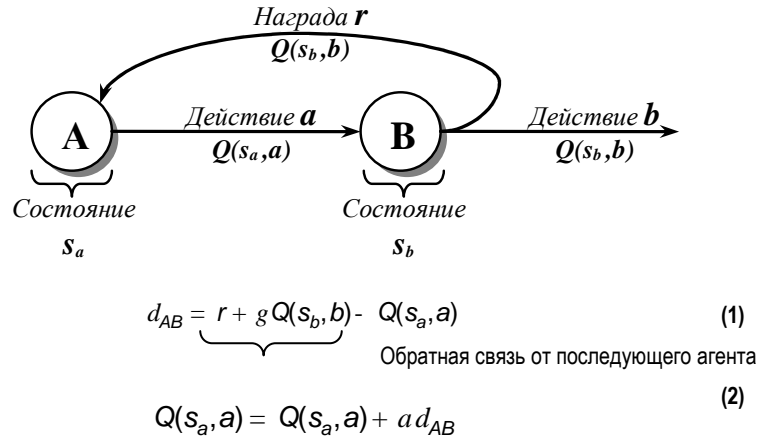 Награда r
Q(s_b,b)
A
Действие a
Q(s_a,a)
B
Действие b
Q(s_b,b)
Состояние
s_a
Состояние
s_b
d_AB = r + g Q(s_b,b) - Q(s_a,a) (1)
Обратная связь от последующего агента
(2)
Q(s_a,a) = Q(s_a,a) + a d_AB